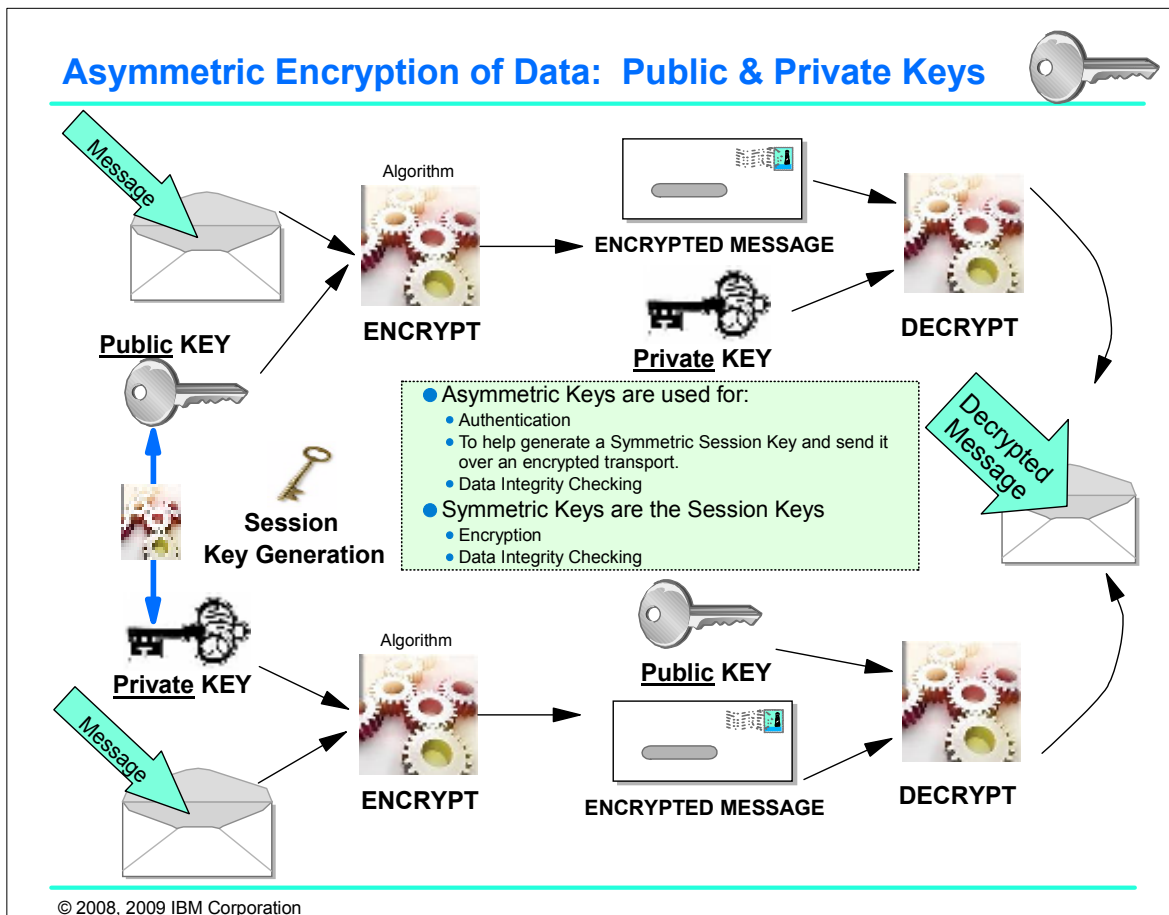 Asymmetric Encryption of Data: Public & Private Keys
Message
Algorithm
ENCRYPT
ENCRYPTED MESSAGE
Private KEY
DECRYPT
Public KEY
Session
Key Generation
● Asymmetric Keys are used for:
● Authentication
● To help generate a Symmetric Session Key and send it
over an encrypted transport.
● Data Integrity Checking
● Symmetric Keys are the Session Keys
● Encryption
● Data Integrity Checking
Decrypted
Message
Private KEY
Message
Algorithm
ENCRYPT
Public KEY
ENCRYPTED MESSAGE
DECRYPT
© 2008, 2009 IBM Corporation